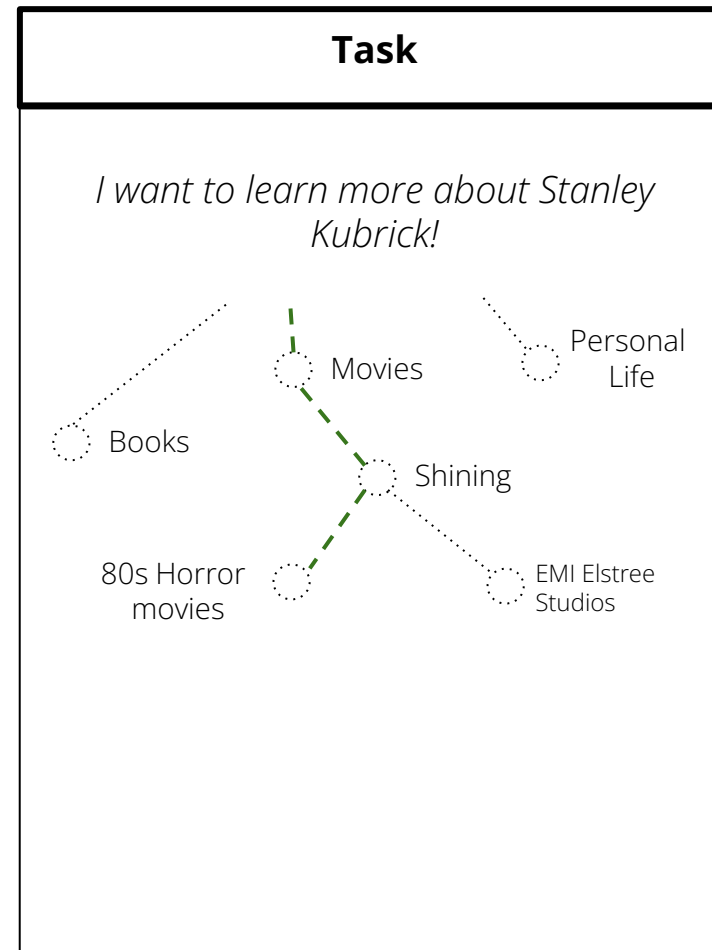 Task
I want to learn more about Stanley
Kubrick!
Personal
Life
Movies
Books
Shining
80s Horror
movies
EMI Elstree
Studios